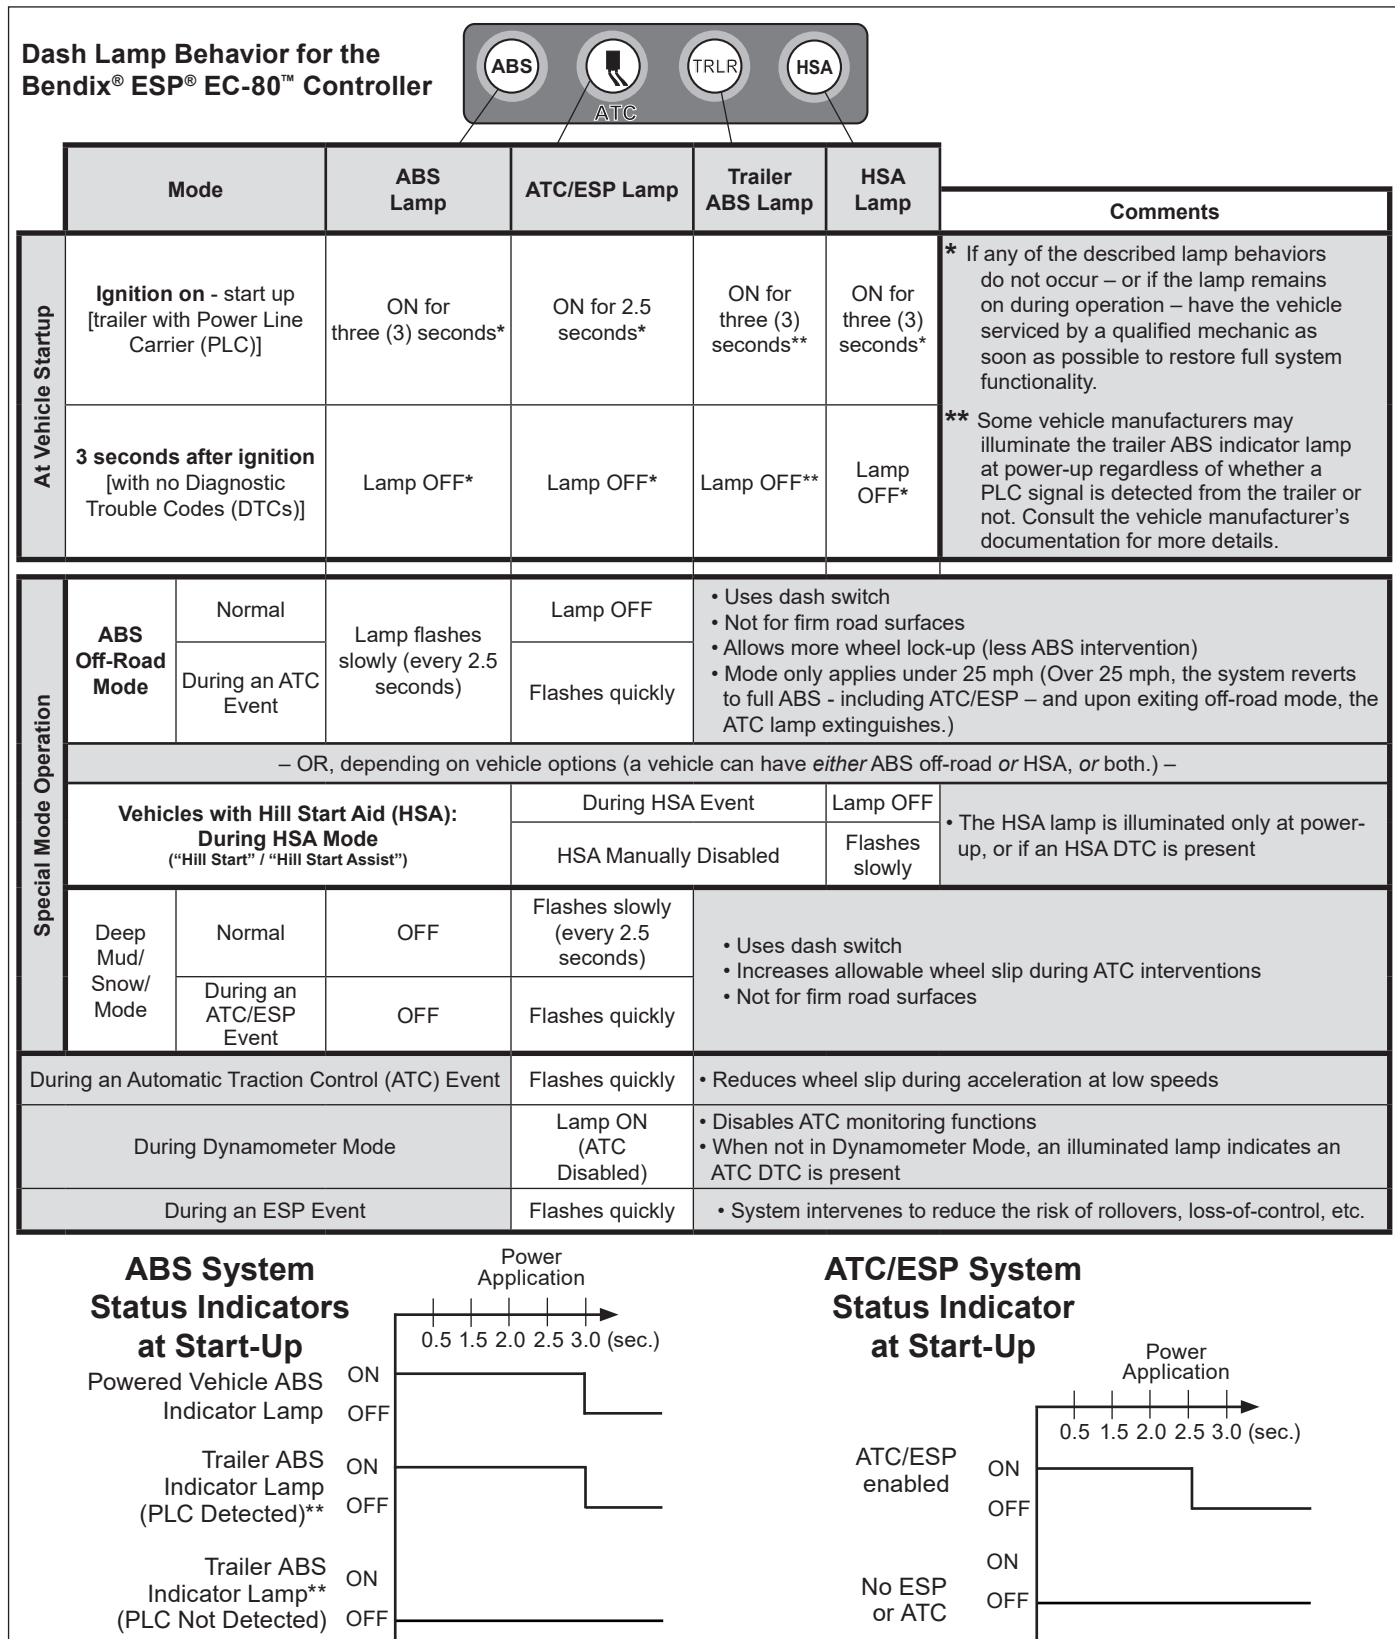 Dash Lamp Behavior for the
Bendix® ESP® EC-80™ Controller
ABS
ATC
TRLR
HSA
Mode
ABS
Lamp
ATC/ESP Lamp
Trailer
ABS Lamp
HSA
Lamp
Comments
At Vehicle Startup
Ignition on - start up
[trailer with Power Line
Carrier (PLC)]
ON for
three (3) seconds*
ON for 2.5
seconds*
ON for
three (3)
seconds**
ON for
three (3)
seconds*
* If any of the described lamp behaviors
do not occur – or if the lamp remains
on during operation – have the vehicle
serviced by a qualified mechanic as
soon as possible to restore full system
functionality.
3 seconds after ignition
[with no Diagnostic
Trouble Codes (DTCs)]
Lamp OFF*
Lamp OFF*
Lamp OFF**
Lamp
OFF*
** Some vehicle manufacturers may
illuminate the trailer ABS indicator lamp
at power-up regardless of whether a
PLC signal is detected from the trailer or
not. Consult the vehicle manufacturer’s
documentation for more details.
Special Mode Operation
ABS
Off-Road
Mode
Normal
Lamp flashes
slowly (every 2.5
seconds)
Lamp OFF
During an ATC
Event
Flashes quickly
• Uses dash switch
• Not for firm road surfaces
• Allows more wheel lock-up (less ABS intervention)
• Mode only applies under 25 mph (Over 25 mph, the system reverts
to full ABS - including ATC/ESP – and upon exiting off-road mode, the
ATC lamp extinguishes.)
– OR, depending on vehicle options (a vehicle can have either ABS off-road or HSA, or both.) –
Vehicles with Hill Start Aid (HSA):
During HSA Mode
(“Hill Start” / “Hill Start Assist”)
During HSA Event
Lamp OFF
HSA Manually Disabled
Flashes
slowly
• The HSA lamp is illuminated only at power-
up, or if an HSA DTC is present
Deep
Mud/
Snow/
Mode
Normal
OFF
Flashes slowly
(every 2.5
seconds)
During an
ATC/ESP
Event
OFF
Flashes quickly
• Uses dash switch
• Increases allowable wheel slip during ATC interventions
• Not for firm road surfaces
During an Automatic Traction Control (ATC) Event
Flashes quickly
• Reduces wheel slip during acceleration at low speeds
During Dynamometer Mode
Lamp ON
(ATC
Disabled)
• Disables ATC monitoring functions
• When not in Dynamometer Mode, an illuminated lamp indicates an
ATC DTC is present
During an ESP Event
Flashes quickly
• System intervenes to reduce the risk of rollovers, loss-of-control, etc.
ABS System
Status Indicators
at Start-Up
Power
Application
0.5 1.5 2.0 2.5 3.0 (sec.)
Powered Vehicle ABS
Indicator Lamp
ON
OFF
Trailer ABS
Indicator Lamp
(PLC Detected)**
ON
OFF
Trailer ABS
Indicator Lamp**
(PLC Not Detected)
ON
OFF
ATC/ESP System
Status Indicator
at Start-Up
Power
Application
0.5 1.5 2.0 2.5 3.0 (sec.)
ATC/ESP
enabled
ON
OFF
No ESP
or ATC
ON
OFF